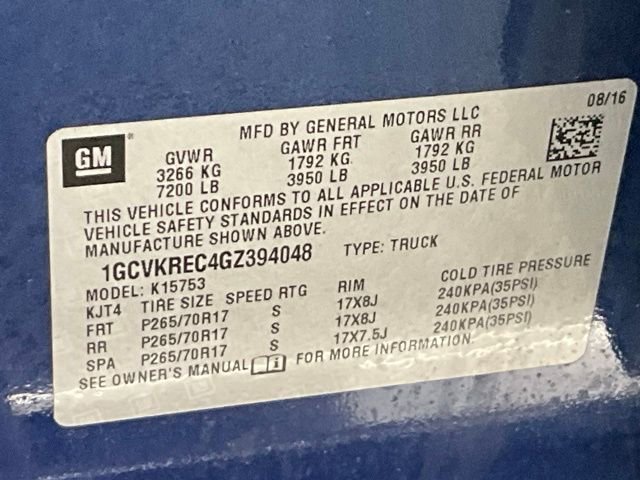 08/16
MFD BY GENERAL MOTORS LLC
GM
GVWR GAWR FRT GAWR RR
3266 KG 1792 KG 1792 KG
7200 LB 3950 LB 3950 LB
THIS VEHICLE CONFORMS TO ALL APPLICABLE U.S. FEDERAL MOTOR
VEHICLE SAFETY STANDARDS IN EFFECT ON THE DATE OF
MANUFACTURE SHOWN ABOVE.
1GCVKREC4GZ394048 TYPE: TRUCK
MODEL: K15753
KJT4 TIRE SIZE SPEED RTG RIM COLD TIRE PRESSURE
FRT P265/70R17 S 17X8J 240KPA(35PSI)
RR P265/70R17 S 17X8J 240KPA(35PSI)
SPA P265/70R17 S 17X7.5J 240KPA(35PSI)
SEE OWNER'S MANUAL FOR MORE INFORMATION.